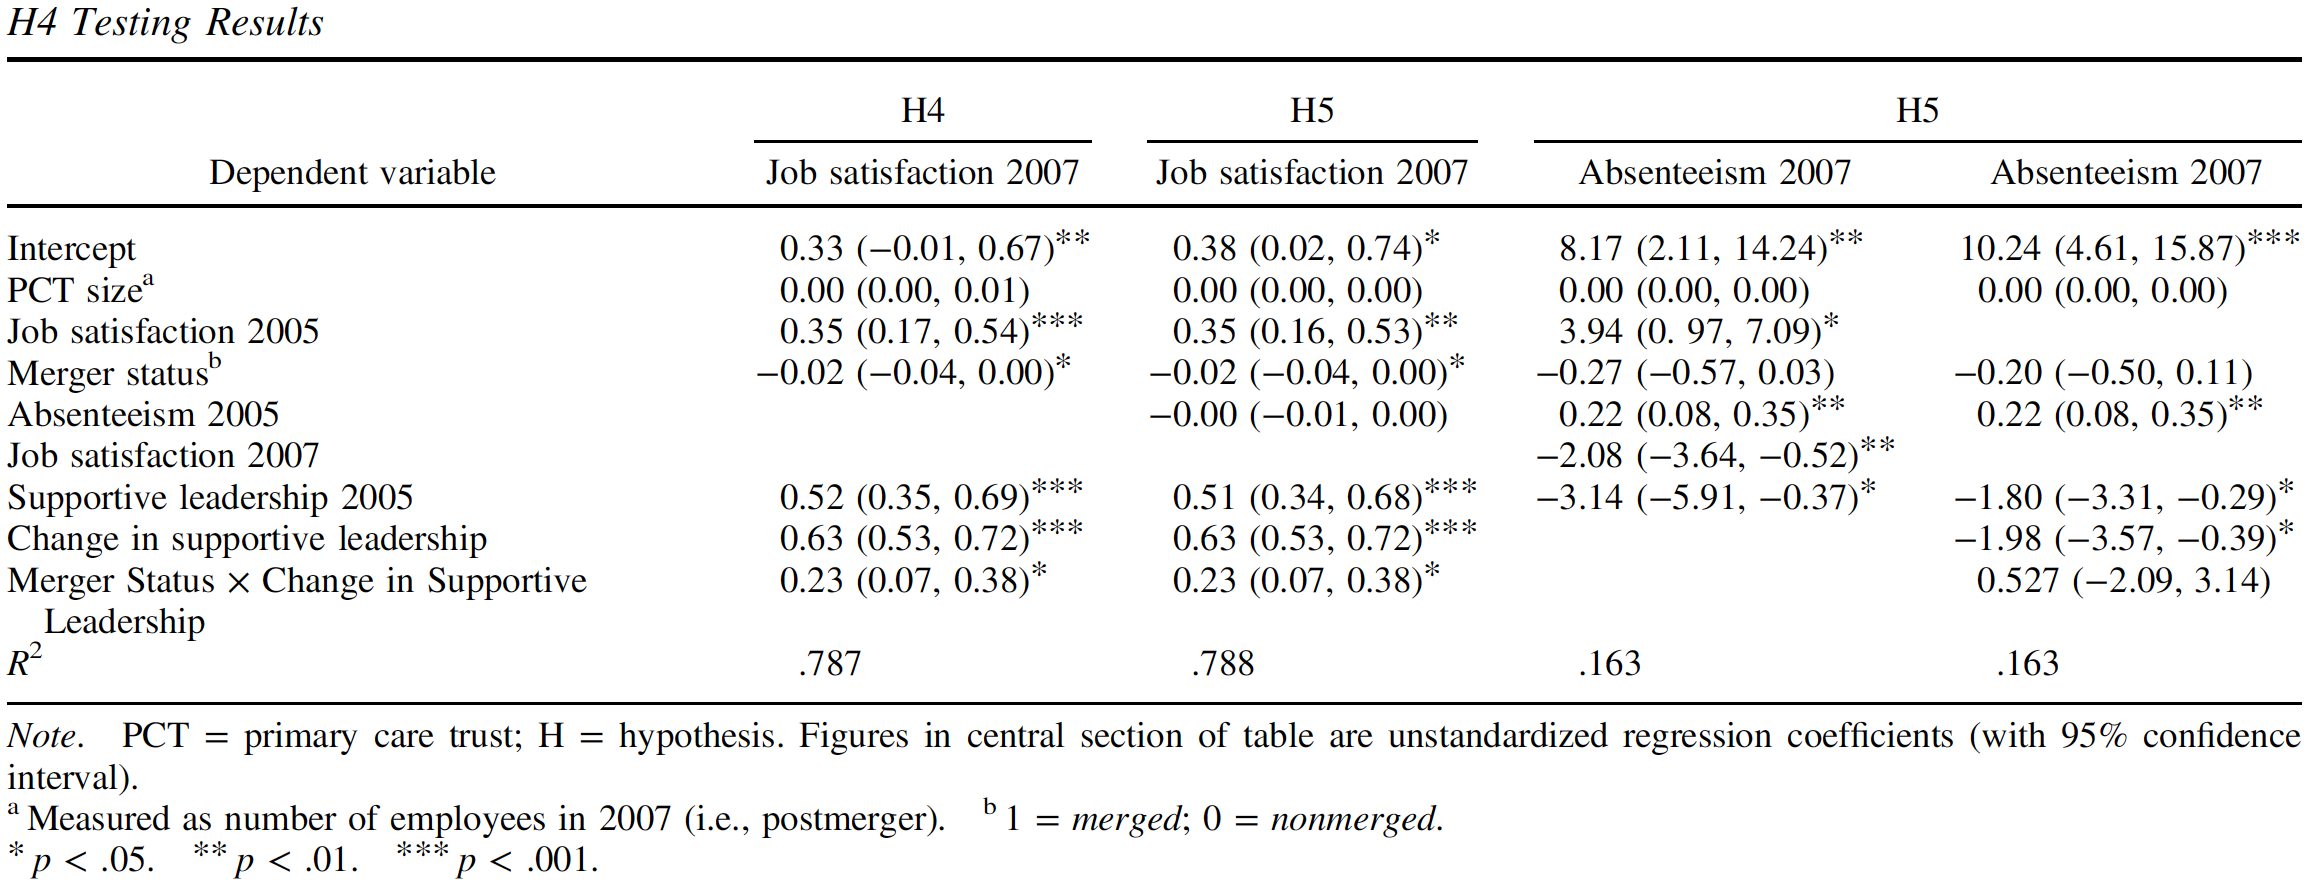 H4 Testing Results
H4 H5 H5
Dependent variable Job satisfaction 2007 Job satisfaction 2007 Absenteeism 2007 Absenteeism 2007
Intercept 0.33 (−0.01, 0.67)** 0.38 (0.02, 0.74)* 8.17 (2.11, 14.24)** 10.24 (4.61, 15.87)***
PCT sizeᵃ 0.00 (0.00, 0.01) 0.00 (0.00, 0.00) 0.00 (0.00, 0.00) 0.00 (0.00, 0.00)
Job satisfaction 2005 0.35 (0.17, 0.54)*** 0.35 (0.16, 0.53)** 3.94 (0. 97, 7.09)*
Merger statusᵇ −0.02 (−0.04, 0.00)* −0.02 (−0.04, 0.00)* −0.27 (−0.57, 0.03) −0.20 (−0.50, 0.11)
Absenteeism 2005 −0.00 (−0.01, 0.00) 0.22 (0.08, 0.35)** 0.22 (0.08, 0.35)**
Job satisfaction 2007 −2.08 (−3.64, −0.52)**
Supportive leadership 2005 0.52 (0.35, 0.69)*** 0.51 (0.34, 0.68)*** −3.14 (−5.91, −0.37)* −1.80 (−3.31, −0.29)*
Change in supportive leadership 0.63 (0.53, 0.72)*** 0.63 (0.53, 0.72)*** −1.98 (−3.57, −0.39)*
Merger Status × Change in Supportive 0.23 (0.07, 0.38)* 0.23 (0.07, 0.38)* 0.527 (−2.09, 3.14)
Leadership
R² .787 .788 .163 .163
Note. PCT = primary care trust; H = hypothesis. Figures in central section of table are unstandardized regression coefficients (with 95% confidence
interval).
ᵃ Measured as number of employees in 2007 (i.e., postmerger). ᵇ 1 = merged; 0 = nonmerged.
* p < .05. ** p < .01. *** p < .001.